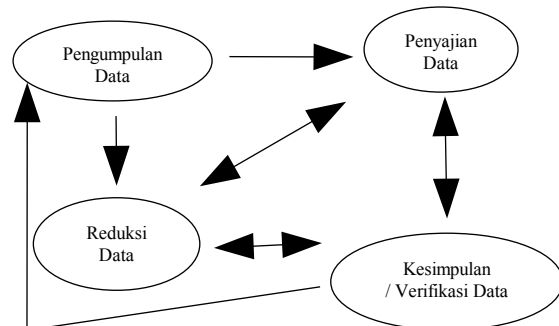 Pengumpulan
Data
Penyajian
Data
Reduksi
Data
Kesimpulan
/ Verifikasi Data